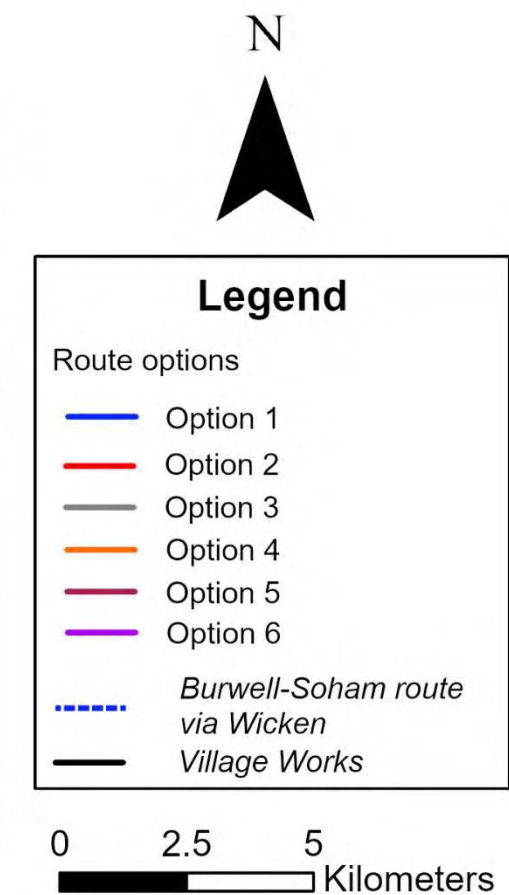 N
Legend
Route options
Option 1
Option 2
Option 3
Option 4
Option 5
Option 6
Burwell-Soham route
via Wicken
Village Works
0 2.5 5
Kilometers